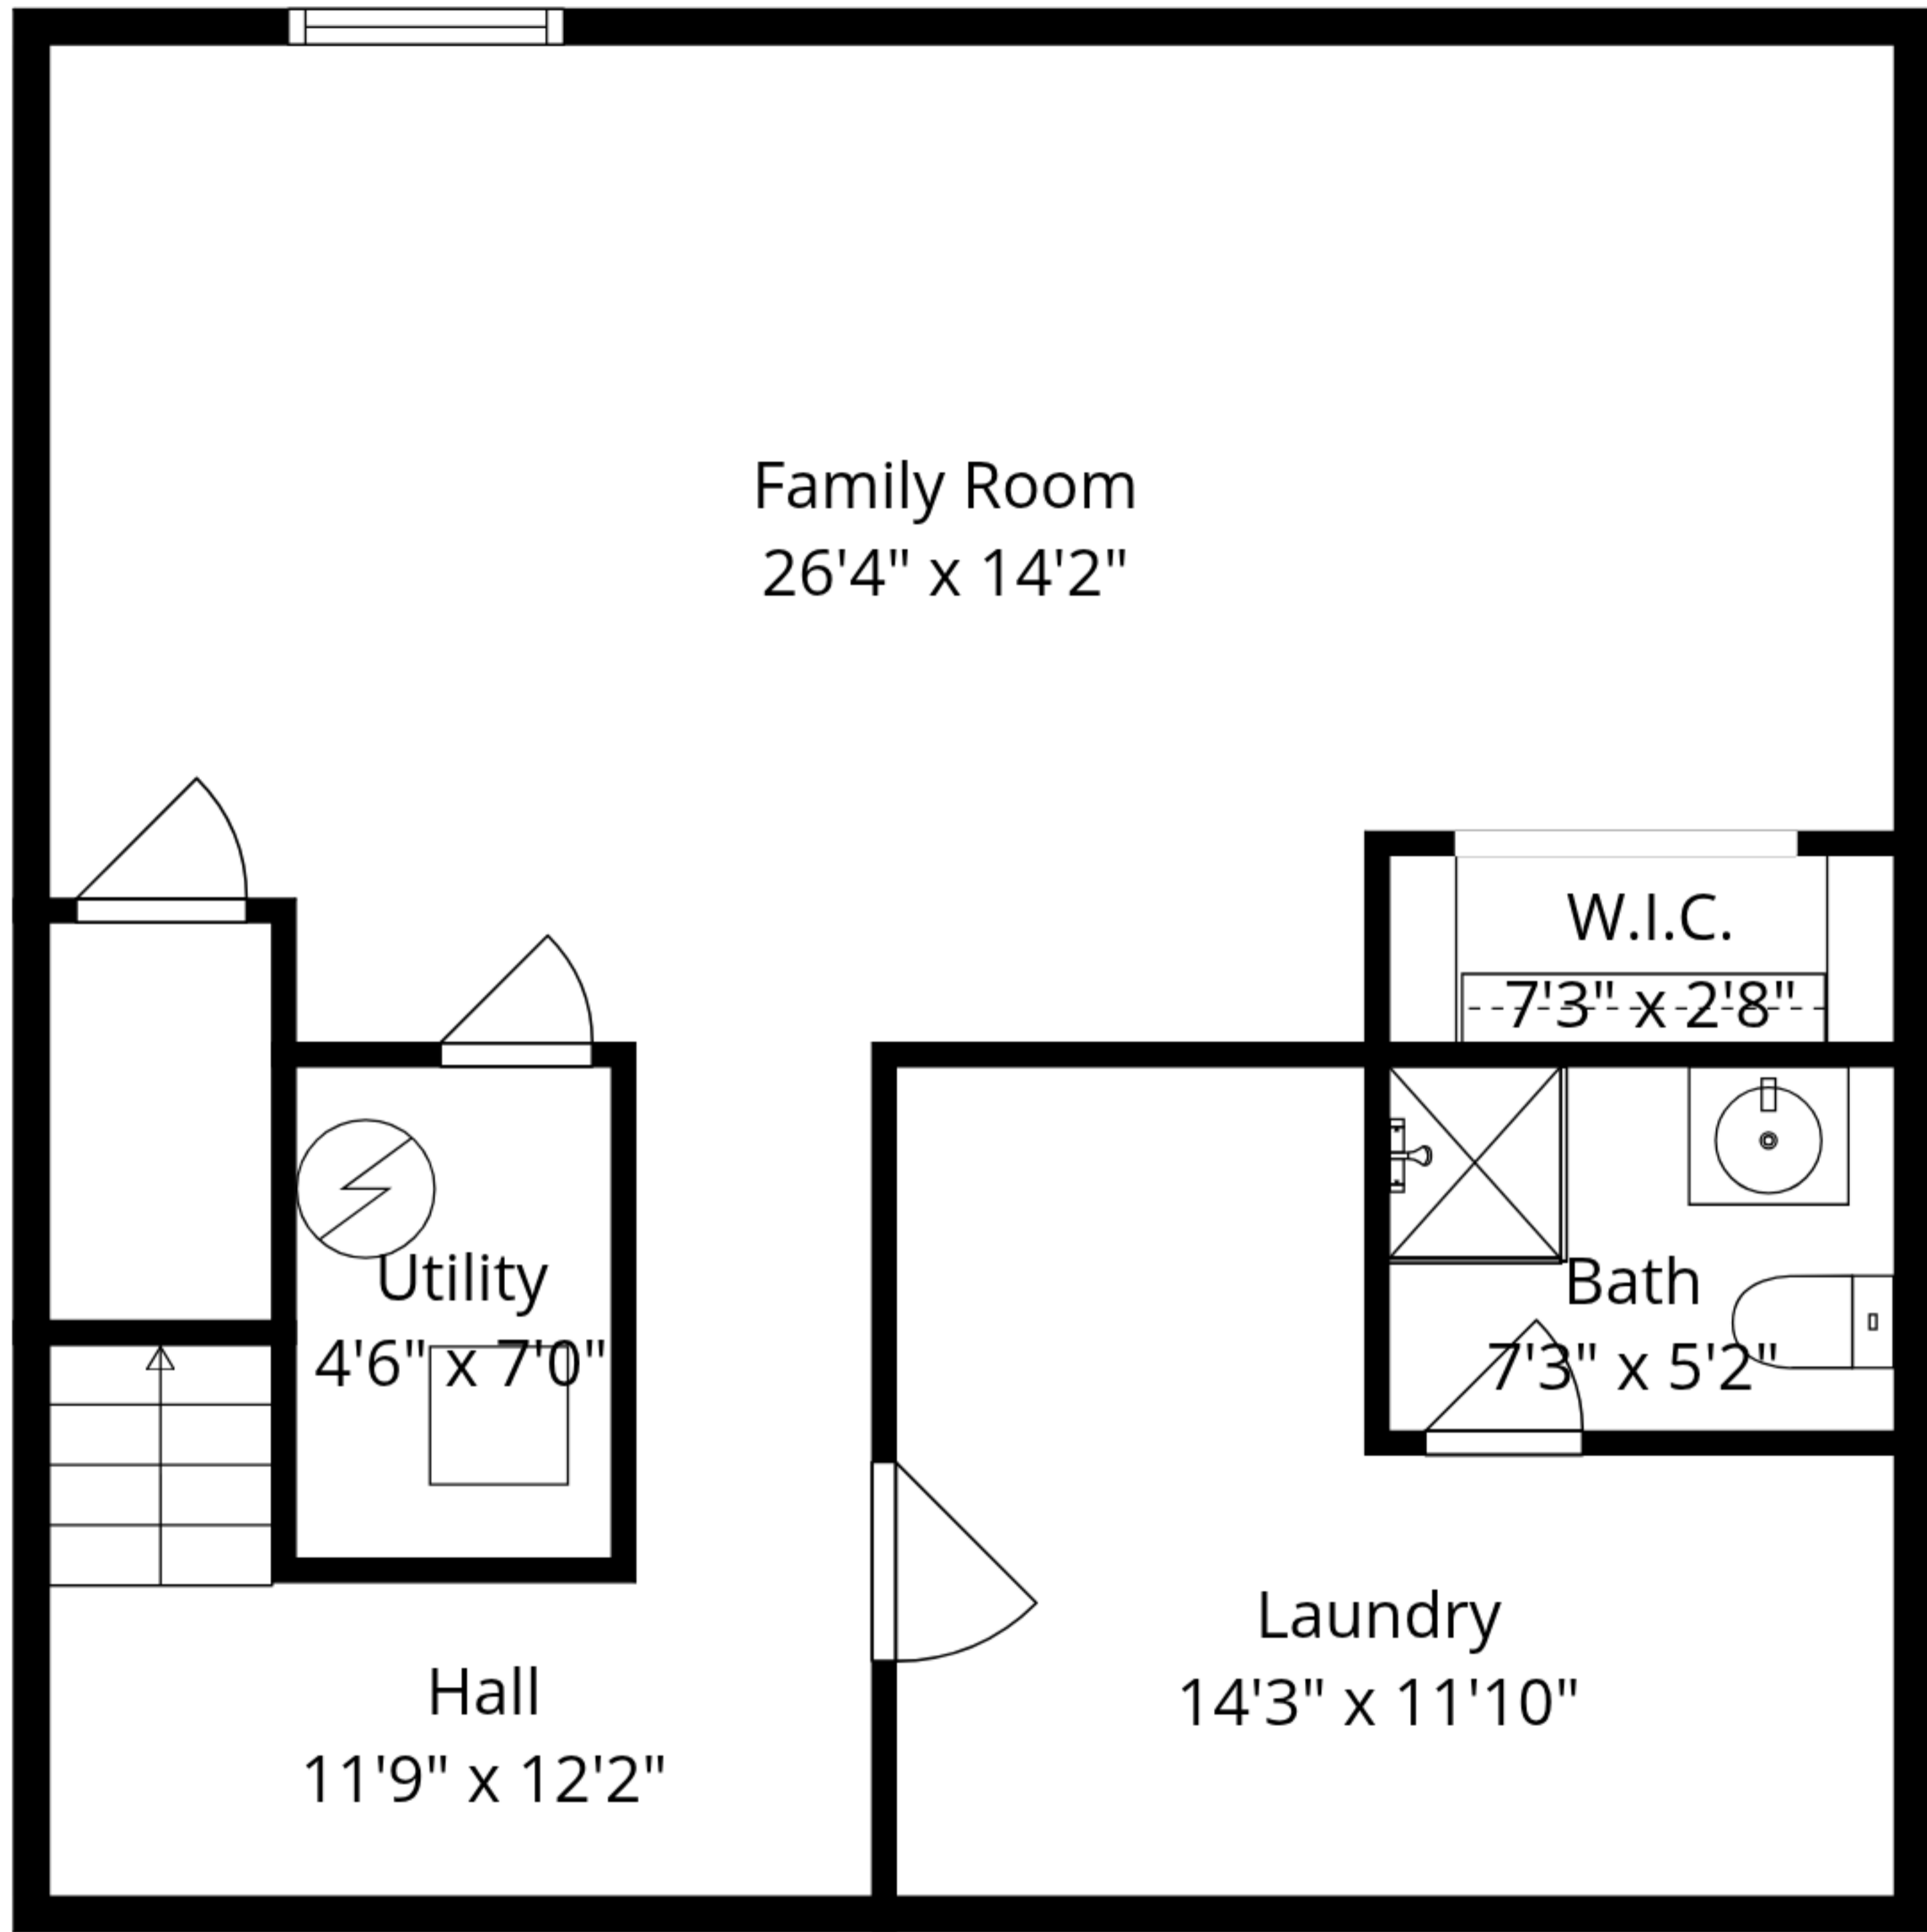 Family Room
26'4" x 14'2"
W.I.C.
7'3" x 2'8"
Utility
4'6" x 7'0"
Bath
7'3" x 5'2"
Laundry
14'3" x 11'10"
Hall
11'9" x 12'2"